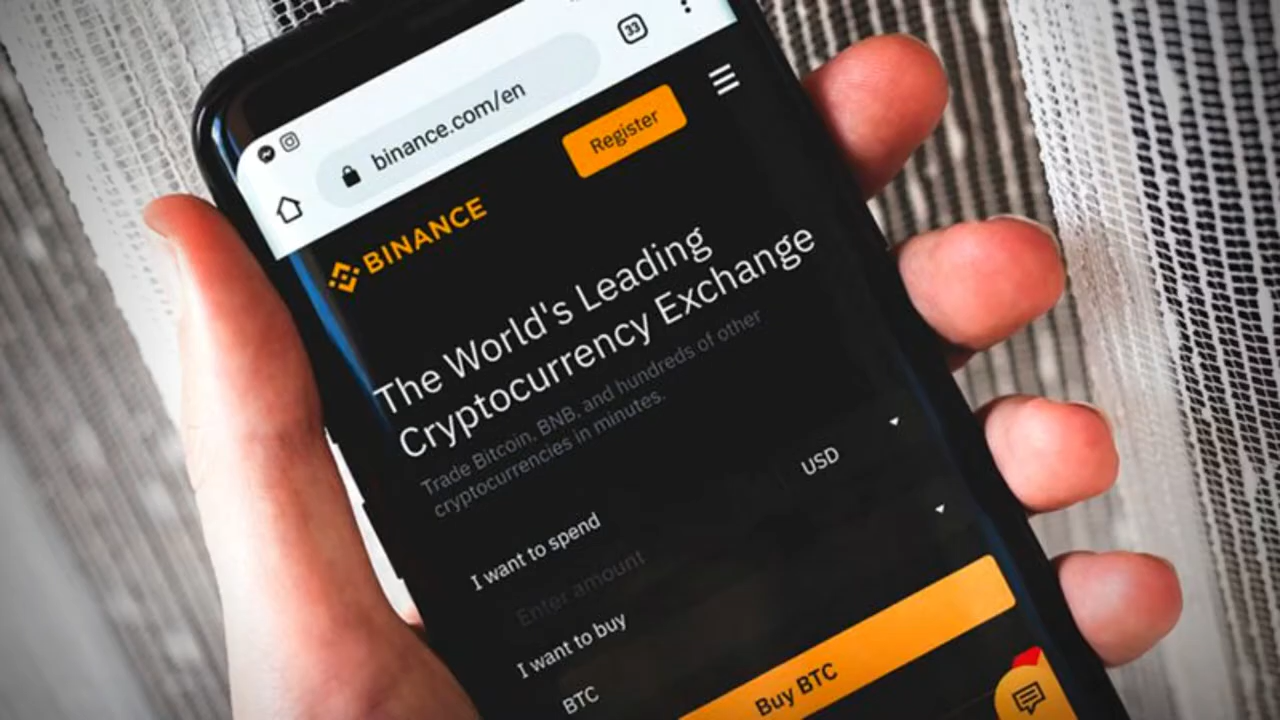 33
binance.com/en
Register
BINANCE
The World's Leading
Cryptocurrency Exchange
Trade Bitcoin, BNB, and hundreds of other
cryptocurrencies in minutes.
I want to spend
USD
Enter amount
I want to buy
BTC
Buy BTC